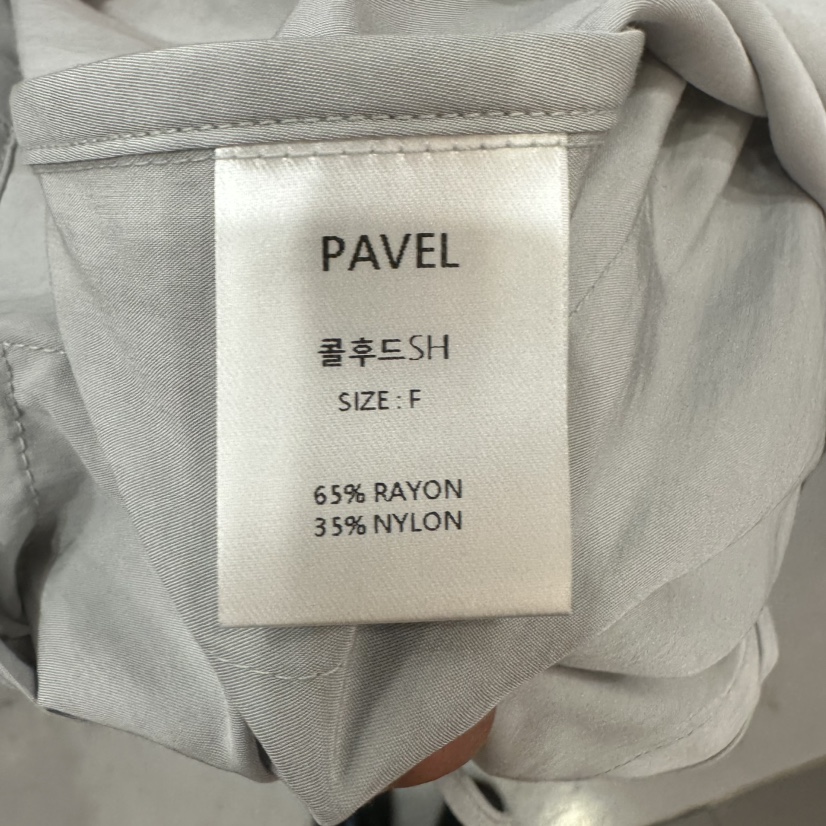 PAVEL
콜후드SH
SIZE : F
65% RAYON
35% NYLON